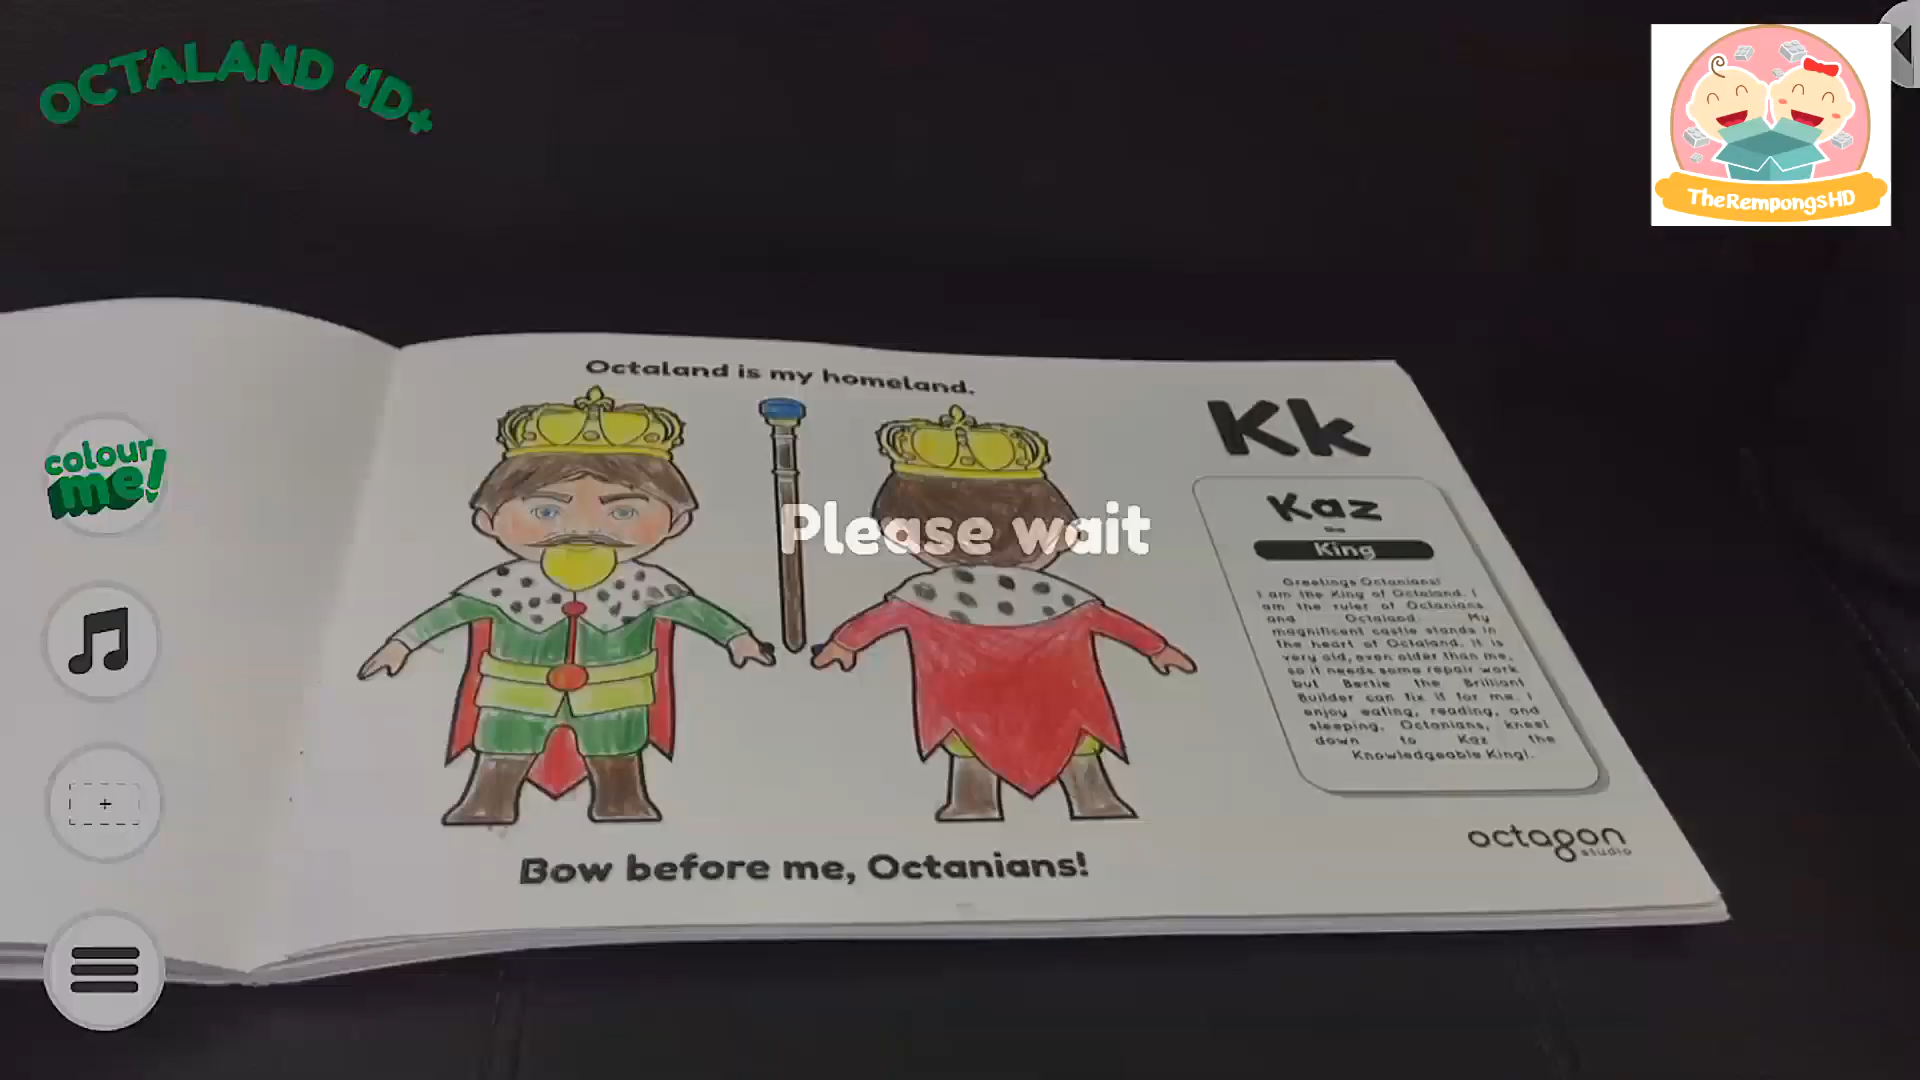 OCTALAND 4D+
TheRempongsHD
Octaland is my homeland.
Kk
colour
me!
Please wait
Kaz
the
King
Greetings Octanians!
I am the King of Octaland. I
am the ruler of Octanians
and Octaland. My
magnificent castle stands in
the heart of Octaland. It is
very old, even older than me,
so it needs some repair work
but Bertie the Brilliant
Builder can fix it for me. I
enjoy eating, reading, and
sleeping. Octanians, kneel
down to Kaz the
Knowledgeable King!
Bow before me, Octanians!
octagon
studio